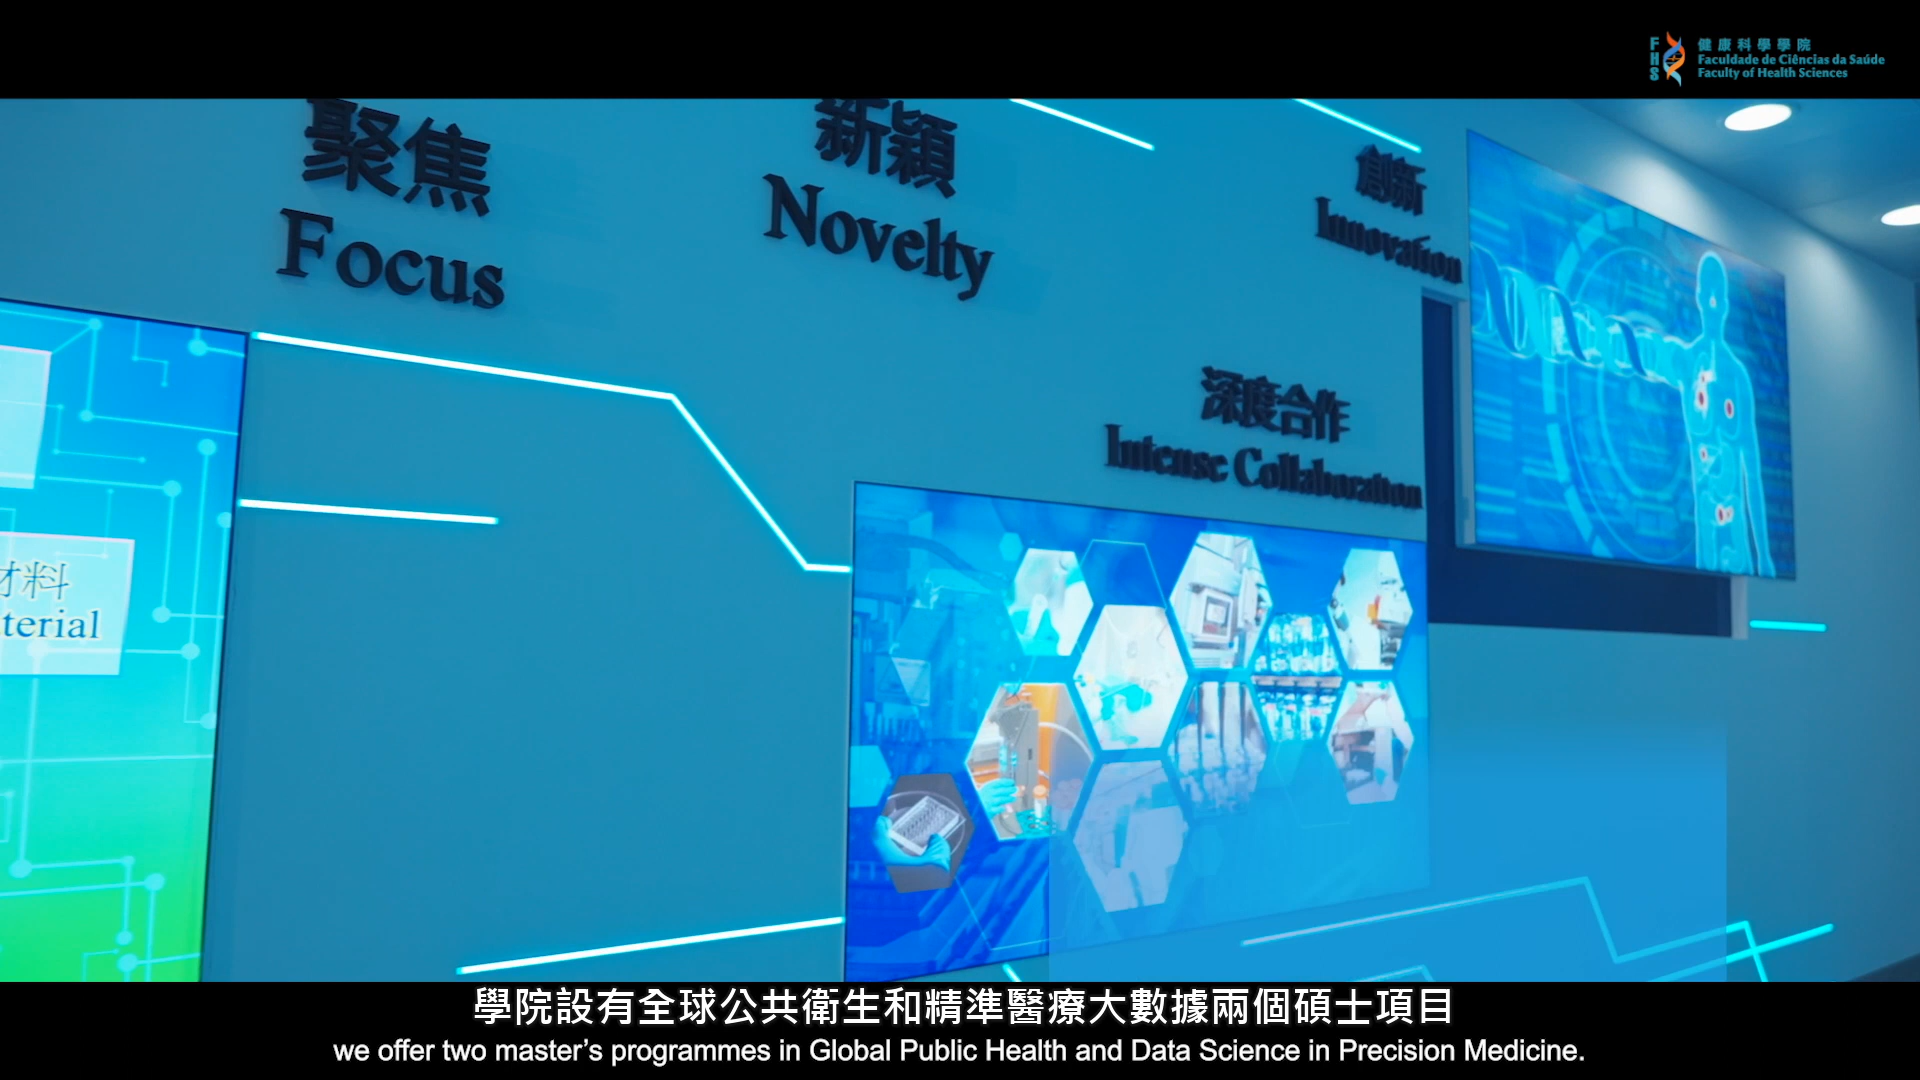 FHS
健康科學學院
Faculdade de Ciências da Saúde
Faculty of Health Sciences
聚焦
Focus
新穎
Novelty
創新
Innovation
深度合作
Intense Collaboration
材料
terial
學院設有全球公共衛生和精準醫療大數據兩個碩士項目
we offer two master’s programmes in Global Public Health and Data Science in Precision Medicine.